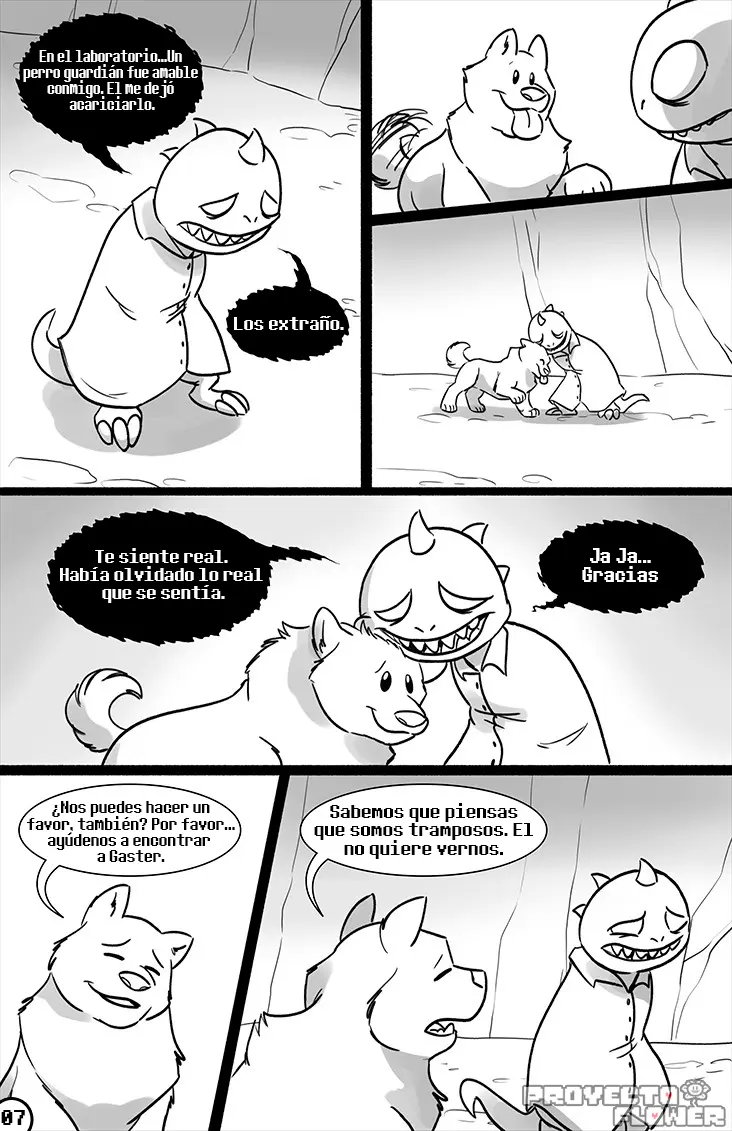 En el laboratorio...Un
perro guardián fue amable
conmigo. El me dejó
acariciarlo.
Los extraño.
Te siente real.
Había olvidado lo real
que se sentía.
Ja Ja...
Gracias
¿Nos puedes hacer un
favor, también? Por favor...
ayúdenos a encontrar
a Gaster.
Sabemos que piensas
que somos tramposos. El
no quiere vernos.
07
PROYECTO
FLOWER